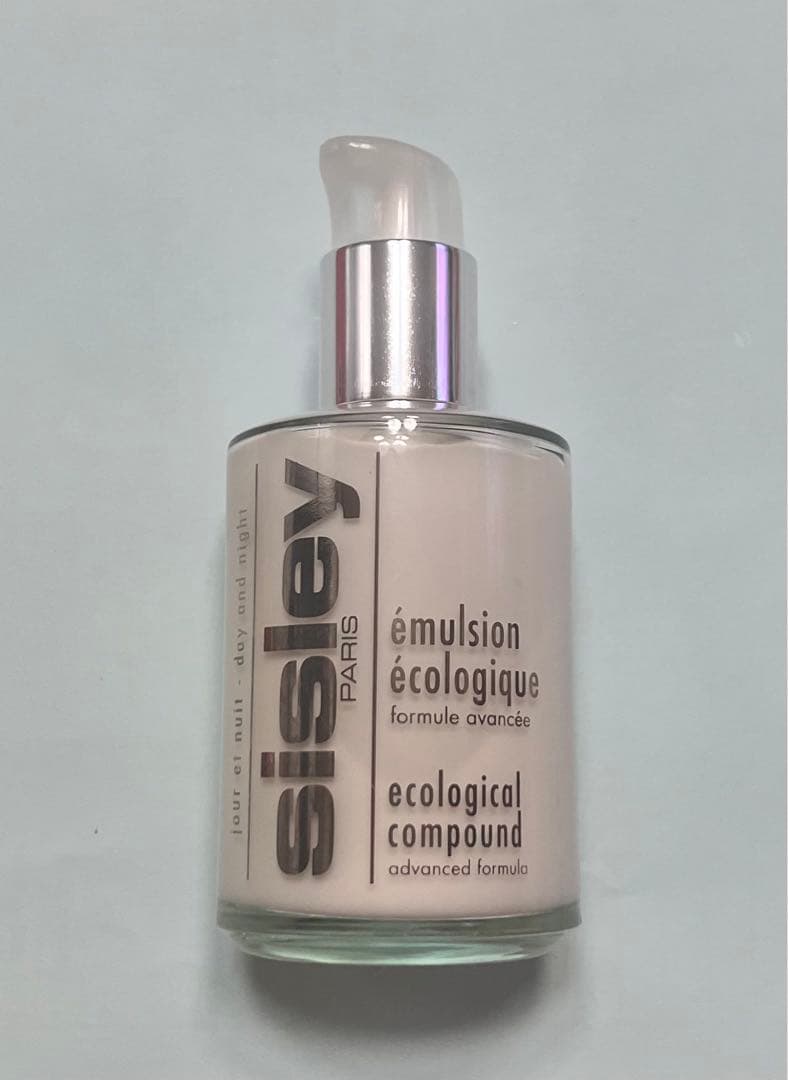 jour et nuit - day and night
sisley
PARIS
émulsion
écologique
formule avancée
ecological
compound
advanced formula